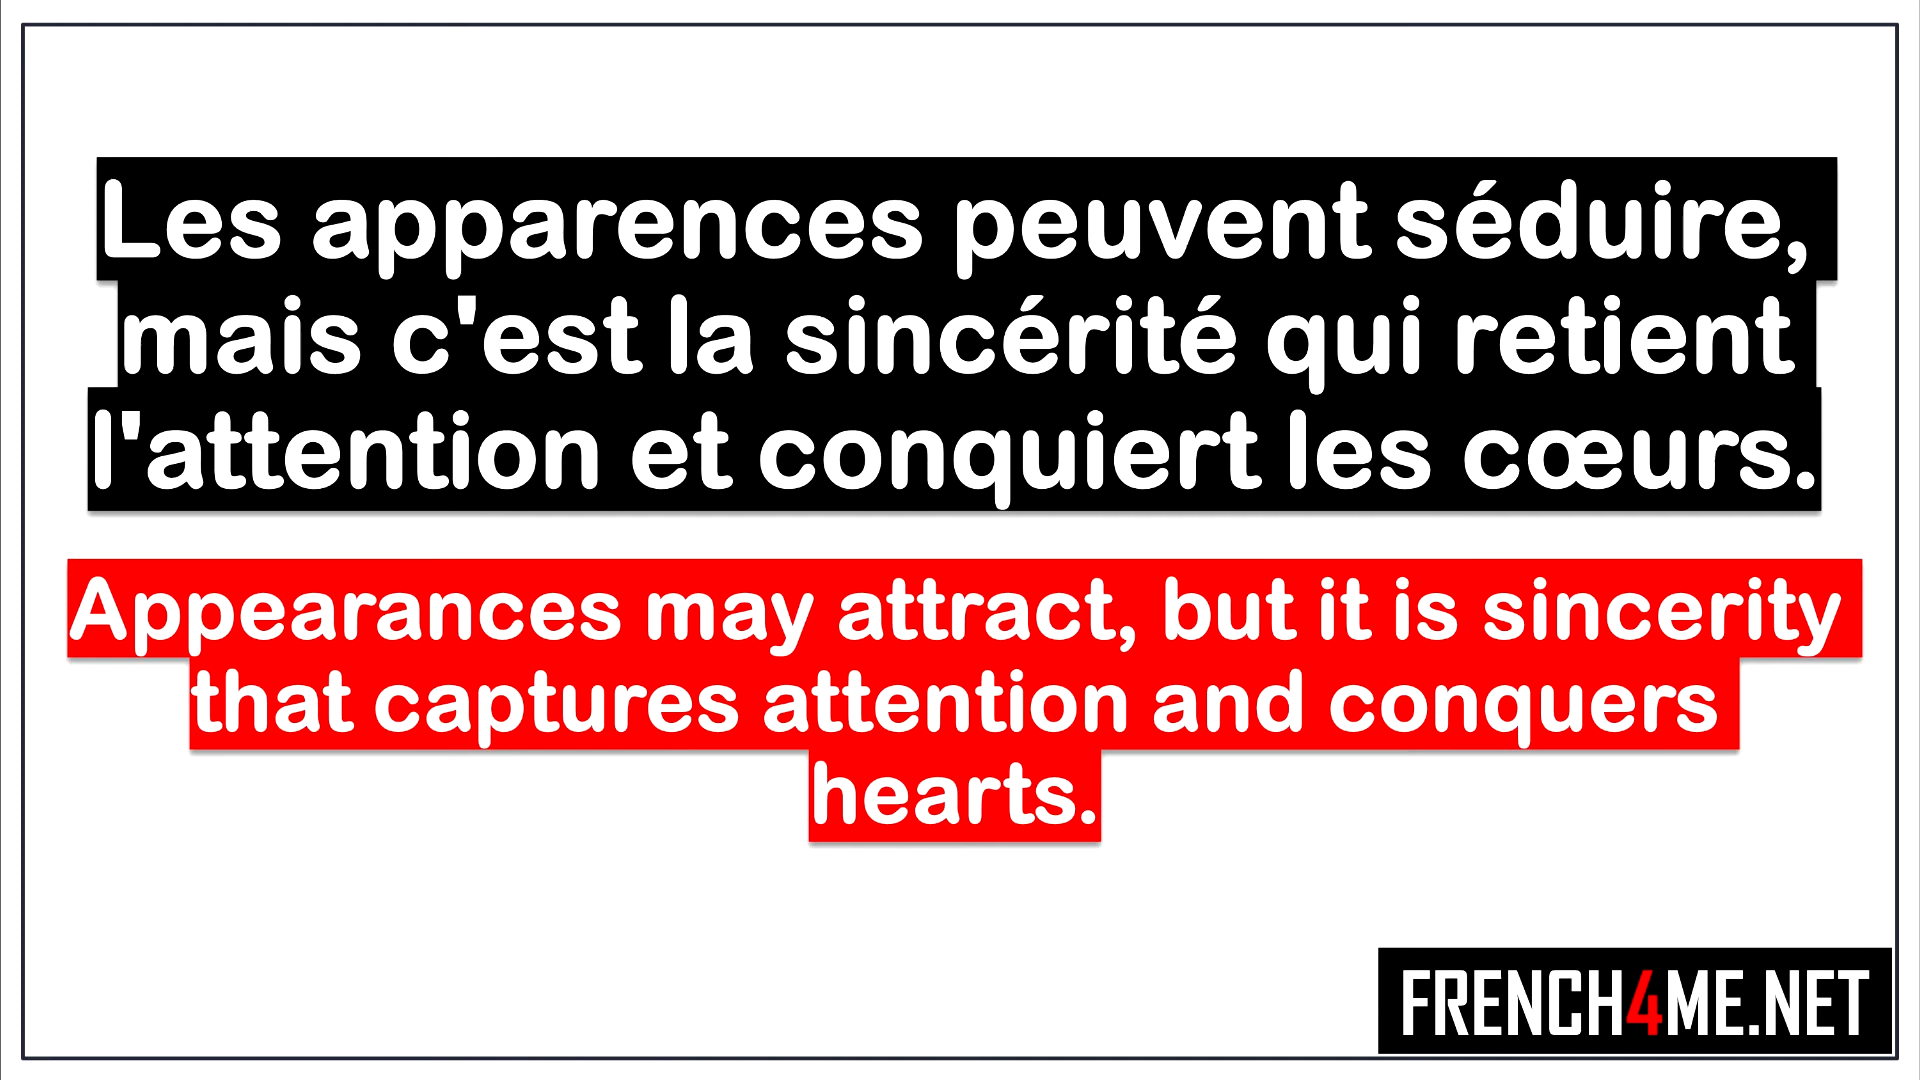 Les apparences peuvent séduire,
mais c'est la sincérité qui retient
l'attention et conquiert les cœurs.
Appearances may attract, but it is sincerity
that captures attention and conquers
hearts.
FRENCH4ME.NET